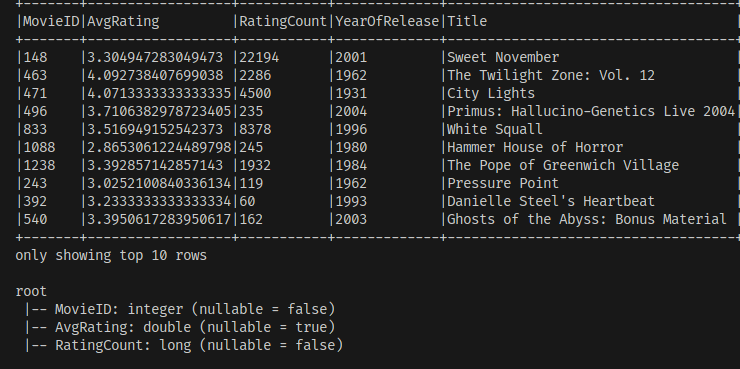 +-------+------------------+-----------+-------------+------------------------------------
|MovieID|AvgRating         |RatingCount|YearOfRelease|Title                               |
+-------+------------------+-----------+-------------+------------------------------------
|148    |3.304947283049473 |22194      |2001         |Sweet November
|463    |4.092738407699038 |2286       |1962         |The Twilight Zone: Vol. 12
|471    |4.0713333333333335|4500       |1931         |City Lights
|496    |3.7106382978723405|235        |2004         |Primus: Hallucino-Genetics Live 2004|
|833    |3.516949152542373 |8378       |1996         |White Squall
|1088   |2.8653061224489798|245        |1980         |Hammer House of Horror
|1238   |3.392857142857143 |1932       |1984         |The Pope of Greenwich Village
|243    |3.0252100840336134|119        |1962         |Pressure Point
|392    |3.2333333333333334|60         |1993         |Danielle Steel's Heartbeat
|540    |3.3950617283950617|162        |2003         |Ghosts of the Abyss: Bonus Material |
+-------+------------------+-----------+-------------+------------------------------------
only showing top 10 rows

root
 |-- MovieID: integer (nullable = false)
 |-- AvgRating: double (nullable = true)
 |-- RatingCount: long (nullable = false)